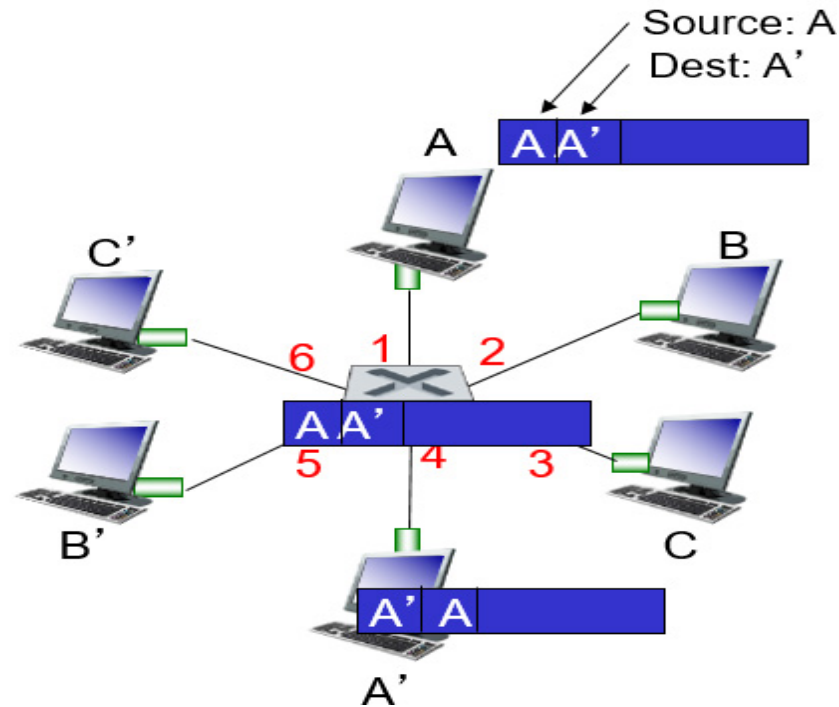 Source: A
Dest: A’
A A’
A
B
C’
6 1 2
A A’
5 4 3
B’
C
A’ A
A’